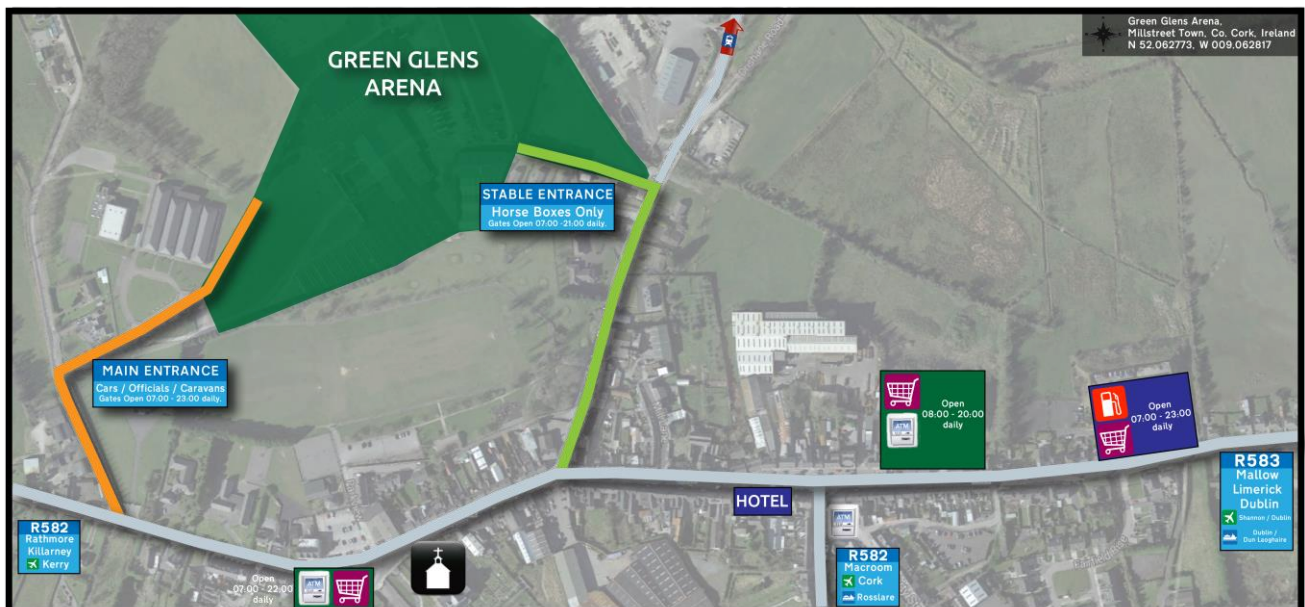 Green Glens Arena,
Millstreet Town, Co. Cork, Ireland
N 52.062773, W 009.062817
GREEN GLENS
ARENA
STABLE ENTRANCE
Horse Boxes Only
Gates Open 07:00 -21:00 daily.
MAIN ENTRANCE
Cars / Officials / Caravans
Gates Open 07:00 - 23:00 daily.
ATM
Open
08:00 - 20:00
daily
Open
07:00 - 23:00
daily
R583
Mallow
Limerick
Dublin
Shannon / Dublin
Dublin /
Dun Laoghaire
HOTEL
ATM
R582
Rathmore
Killarney
Kerry
R582
Macroom
Cork
Rosslare
Open
07:00 - 22:00
daily
ATM